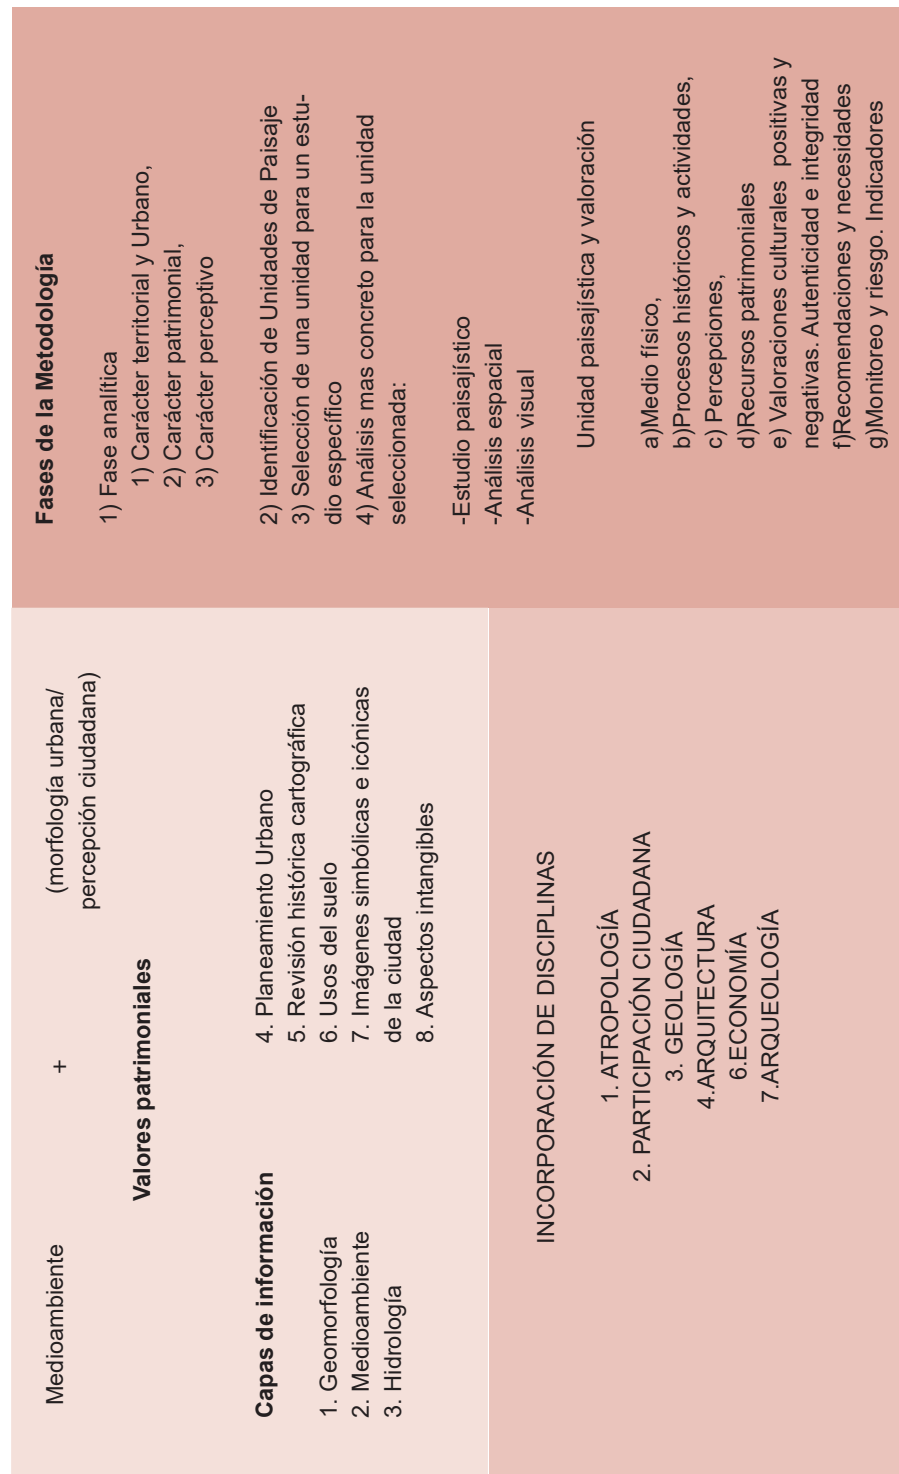 Medioambiente + (morfología urbana/
percepción ciudadana)
Valores patrimoniales
Capas de información
1. Geomorfología
2. Medioambiente
3. Hidrología
4. Planeamiento Urbano
5. Revisión histórica cartográfica
6. Usos del suelo
7. Imágenes simbólicas e icónicas
de la ciudad
8. Aspectos intangibles
INCORPORACIÓN DE DISCIPLINAS
1. ATROPOLOGÍA
2. PARTICIPACIÓN CIUDADANA
3. GEOLOGÍA
4.ARQUITECTURA
6.ECONOMÍA
7.ARQUEOLOGÍA
Fases de la Metodología
1) Fase analítica
1) Carácter territorial y Urbano,
2) Carácter patrimonial,
3) Carácter perceptivo
2) Identificación de Unidades de Paisaje
3) Selección de una unidad para un estu-
dio específico
4) Análisis mas concreto para la unidad
seleccionada:
-Estudio paisajístico
-Análisis espacial
-Análisis visual
Unidad paisajística y valoración
a)Medio físico,
b)Procesos históricos y actividades,
c) Percepciones,
d)Recursos patrimoniales
e) Valoraciones culturales positivas y
negativas. Autenticidad e integridad
f)Recomendaciones y necesidades
g)Monitoreo y riesgo. Indicadores